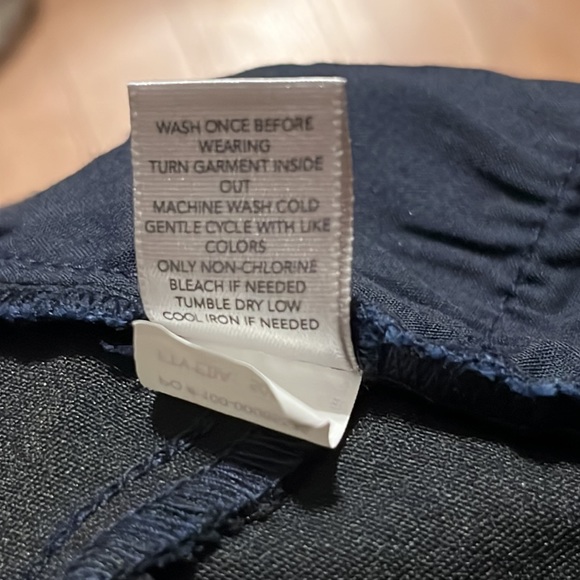 WASH ONCE BEFORE
WEARING
TURN GARMENT INSIDE
OUT
MACHINE WASH COLD
GENTLE CYCLE WITH LIKE
COLORS
ONLY NON-CHLORINE
BLEACH IF NEEDED
TUMBLE DRY LOW
COOL IRON IF NEEDED